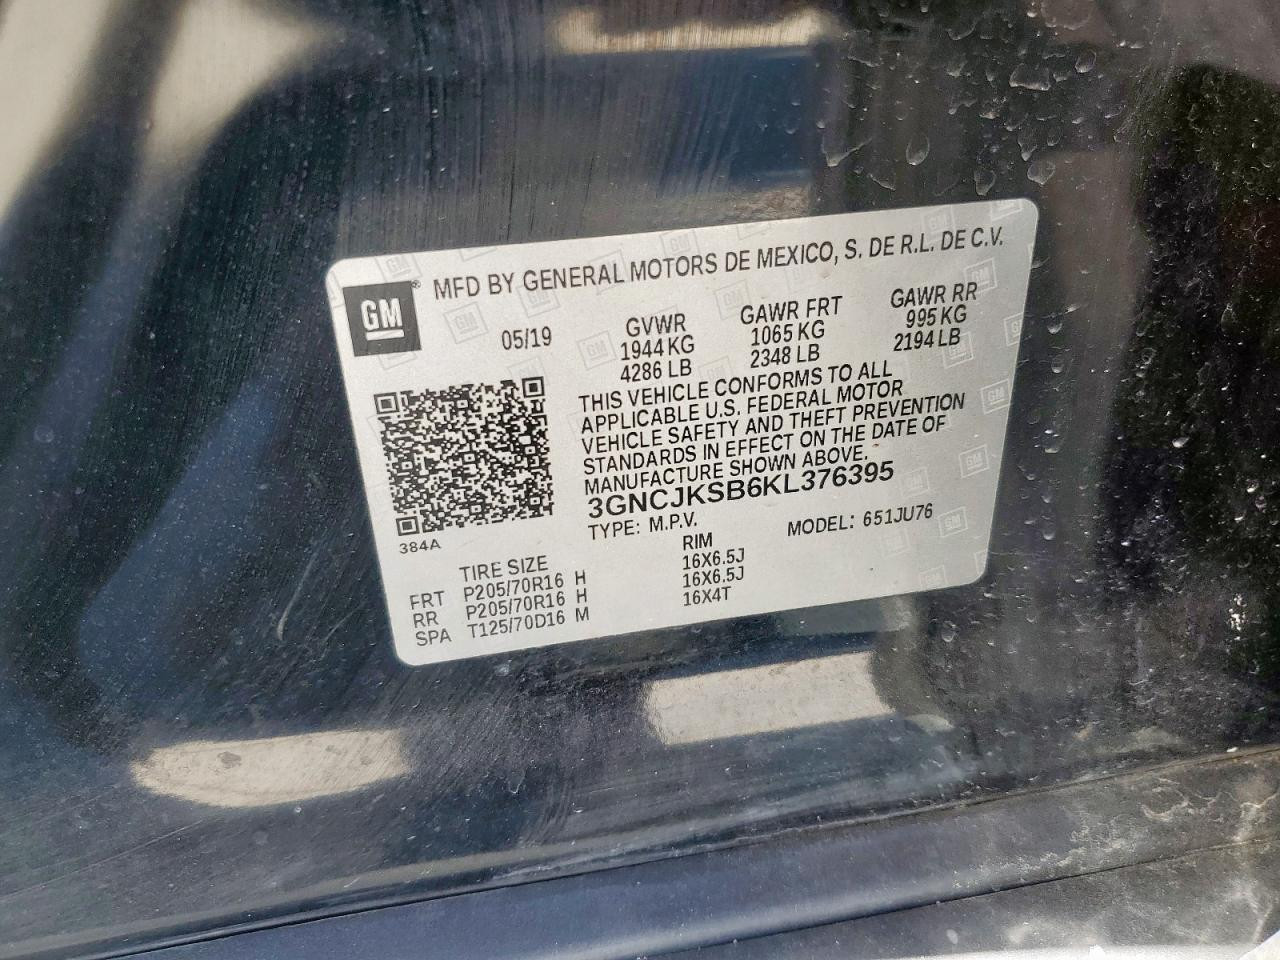 GM ® MFD BY GENERAL MOTORS DE MEXICO, S. DE R.L. DE C.V.
05/19
GVWR
1944 KG
4286 LB
GAWR FRT
1065 KG
2348 LB
GAWR RR
995 KG
2194 LB
THIS VEHICLE CONFORMS TO ALL
APPLICABLE U.S. FEDERAL MOTOR
VEHICLE SAFETY AND THEFT PREVENTION
STANDARDS IN EFFECT ON THE DATE OF
MANUFACTURE SHOWN ABOVE.
3GNCJKSB6KL376395
TYPE: M.P.V. MODEL: 651JU76
384A
TIRE SIZE RIM
FRT P205/70R16 H 16X6.5J
RR P205/70R16 H 16X6.5J
SPA T125/70D16 M 16X4T